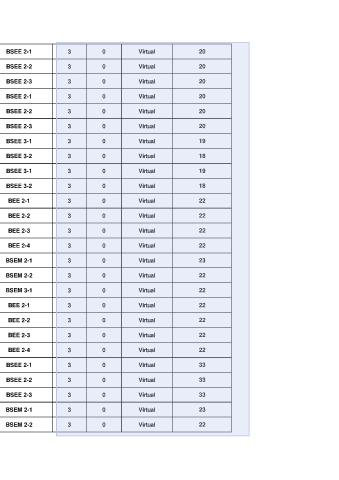 BSEE 2-1 3 0 Virtual 20
BSEE 2-2 3 0 Virtual 20
BSEE 2-3 3 0 Virtual 20
BSEE 2-1 3 0 Virtual 20
BSEE 2-2 3 0 Virtual 20
BSEE 2-3 3 0 Virtual 20
BSEE 3-1 3 0 Virtual 19
BSEE 3-2 3 0 Virtual 18
BSEE 3-1 3 0 Virtual 19
BSEE 3-2 3 0 Virtual 18
BEE 2-1 3 0 Virtual 22
BEE 2-2 3 0 Virtual 22
BEE 2-3 3 0 Virtual 22
BEE 2-4 3 0 Virtual 22
BSEM 2-1 3 0 Virtual 23
BSEM 2-2 3 0 Virtual 22
BSEM 3-1 3 0 Virtual 22
BEE 2-1 3 0 Virtual 22
BEE 2-2 3 0 Virtual 22
BEE 2-3 3 0 Virtual 22
BEE 2-4 3 0 Virtual 22
BSEE 2-1 3 0 Virtual 33
BSEE 2-2 3 0 Virtual 33
BSEE 2-3 3 0 Virtual 33
BSEM 2-1 3 0 Virtual 23
BSEM 2-2 3 0 Virtual 22